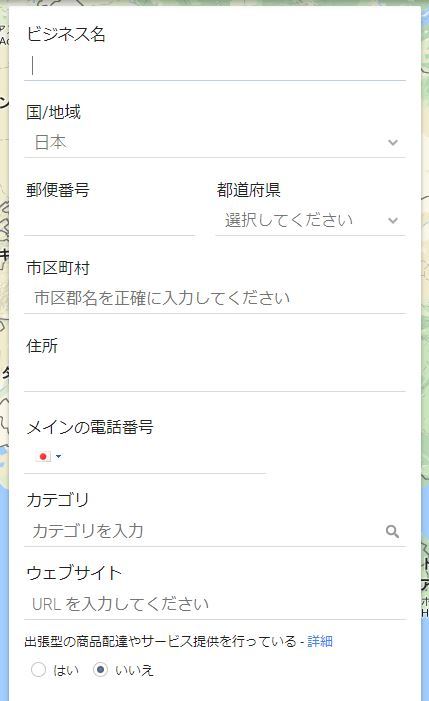 ビジネス名
国/地域
日本
郵便番号 都道府県
選択してください
市区町村
市区郡名を正確に入力してください
住所
メインの電話番号
カテゴリ
カテゴリを入力
ウェブサイト
URL を入力してください
出張型の商品配達やサービス提供を行っている - 詳細
はい いいえ